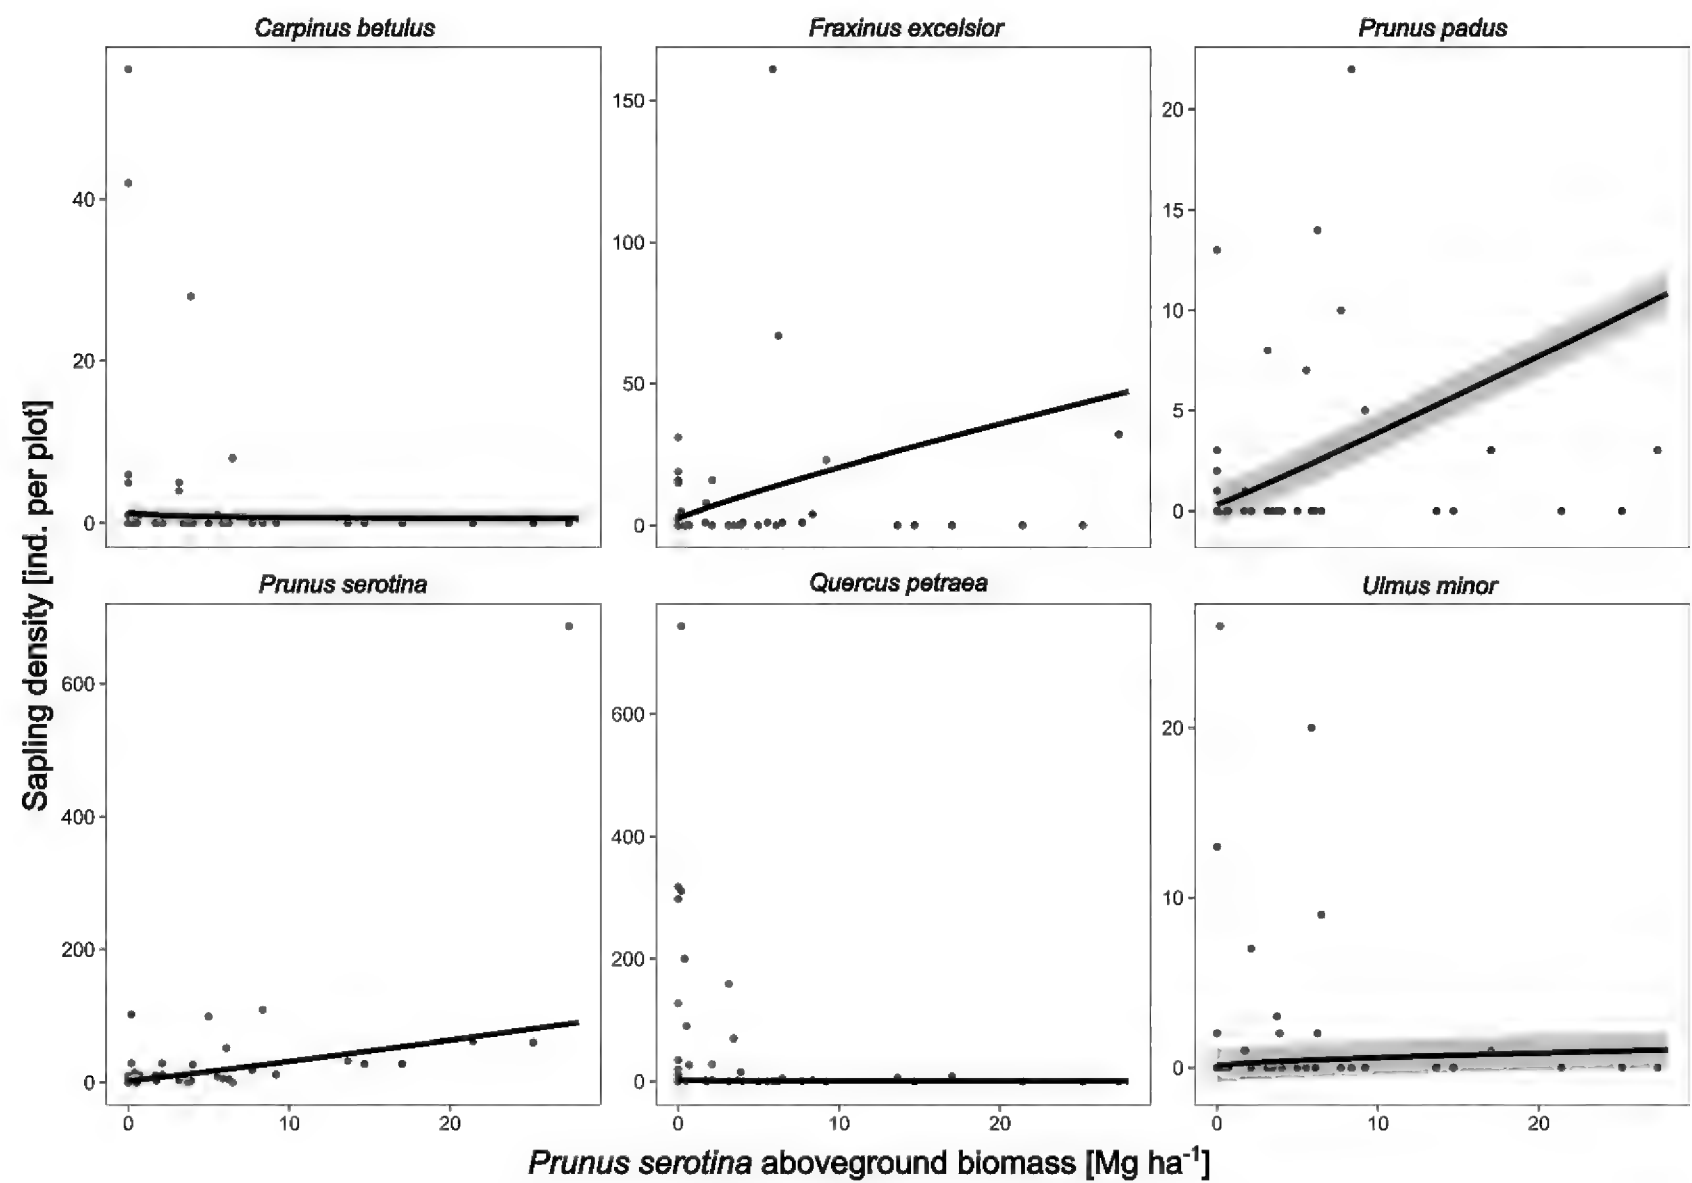 Carpinus betulus
Fraxinus excelsior
Prunus padus
40
20
0
150
100
50
0
20
15
10
5
0
Prunus serotina
Quercus petraea
Ulmus minor
600
400
200
0
600
400
200
0
20
10
0
0 10 20
0 10 20
0 10 20
Sapling density [ind. per plot]
Prunus serotina aboveground biomass [Mg ha⁻¹]